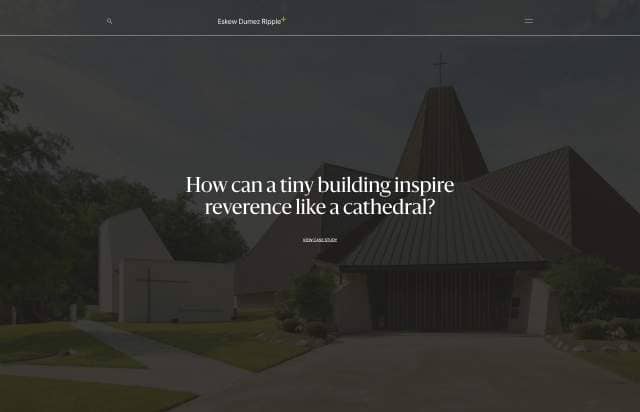 Eskew Dumez Ripple+
How can a tiny building inspire
reverence like a cathedral?
VIEW CASE STUDY